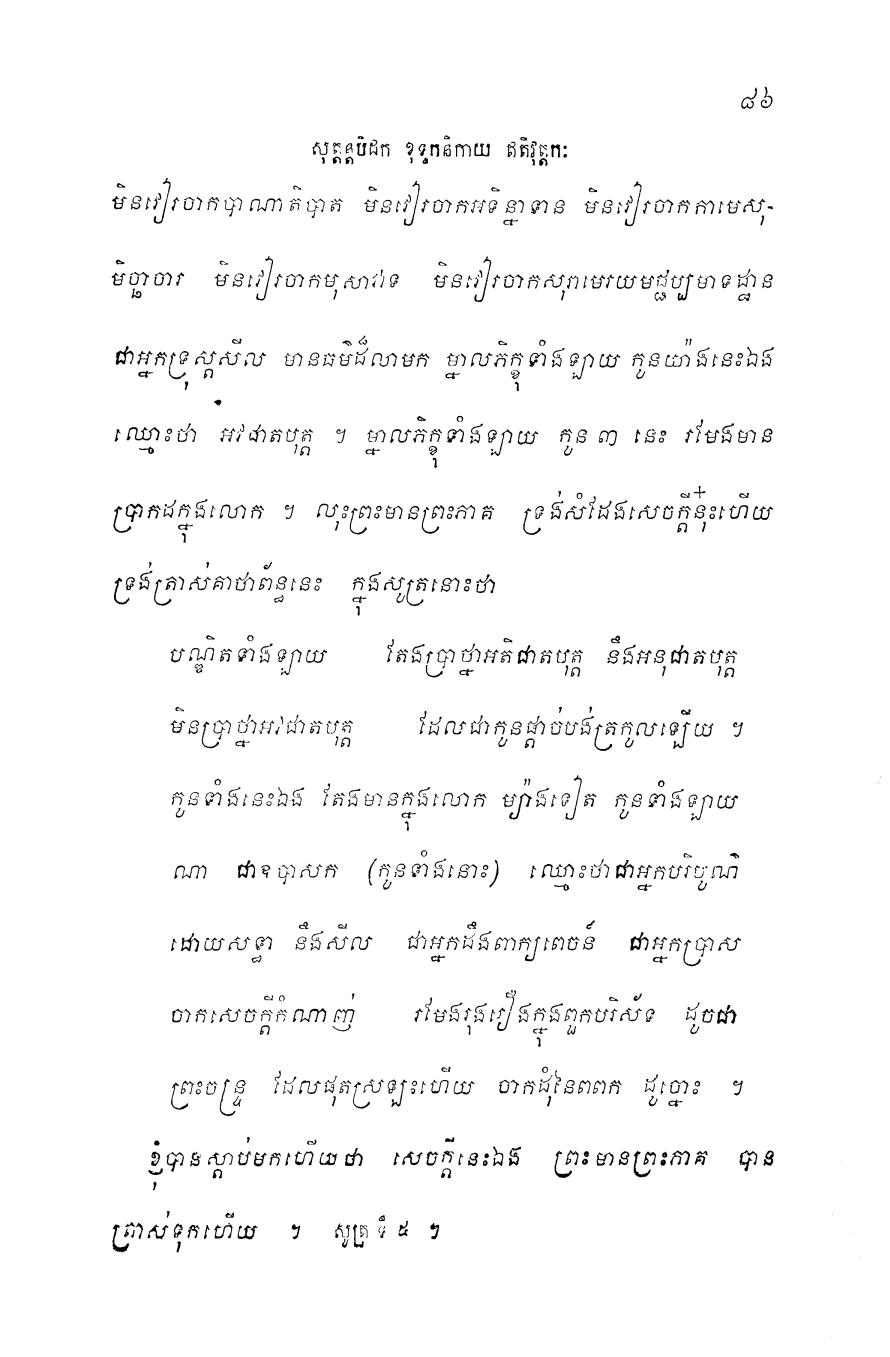 ៨៦
សុត្តន្តបិដក ខុទ្ទកនិកាយ ឥតិវុត្តកៈ
មិនវៀរចាកបាណាតិបាត មិនវៀរចាកអទិន្នាទាន មិនវៀរចាកកាមេសុ-
មិច្ឆាចារ មិនវៀរចាកមុសាវាទ មិនវៀរចាកសុរាមេរយមជ្ជប្បមាទដ្ឋាន
ជាអ្នកទ្រុស្តសីល មានធម៌ដ៏លាមក ម្នាលភិក្ខុទាំងឡាយ កូនយ៉ាងនេះឯង
ឈ្មោះថា អវជាតបុត្ត ។ ម្នាលភិក្ខុទាំងឡាយ កូន ៣ នេះ រមែងមាន
ប្រាកដក្នុងលោក ។ លុះព្រះមានព្រះភាគ ទ្រង់សំដែងសេចក្តីនុ៎ះហើយ
ទ្រង់ត្រាស់គាថាព័ន្ធនេះ ក្នុងសូត្រនោះថា
បណ្ឌិតទាំងឡាយ តែងប្រាថ្នាអតិជាតបុត្ត នឹងអនុជាតបុត្ត
មិនប្រាថ្នាអវជាតបុត្ត ដែលជាកូនផ្តាច់បង់ត្រកូលឡើយ ។
កូនទាំងនេះឯង តែងមានក្នុងលោក ម្យ៉ាងទៀត កូនទាំងឡាយ
ណា ជាឧបាសក (កូនទាំងនោះ) ឈ្មោះថាជាអ្នកបរិបូណ៌
ដោយសទ្ធា នឹងសីល ជាអ្នកដឹងពាក្យពេចន៍ ជាអ្នកប្រាស
ចាកសេចក្តីកំណាញ់ រមែងរុងរឿងក្នុងពួកបរិស័ទ ដូចជា
ព្រះចន្ទ្រ ដែលផុតស្រឡះហើយ ចាកដុំនៃពពក ដូច្នោះ ។
ខ្ញុំបានស្តាប់មកហើយថា សេចក្តីនេះឯង ព្រះមានព្រះភាគ បាន
ត្រាស់ទុកហើយ ។ សូត្រ ទី ៥ ។